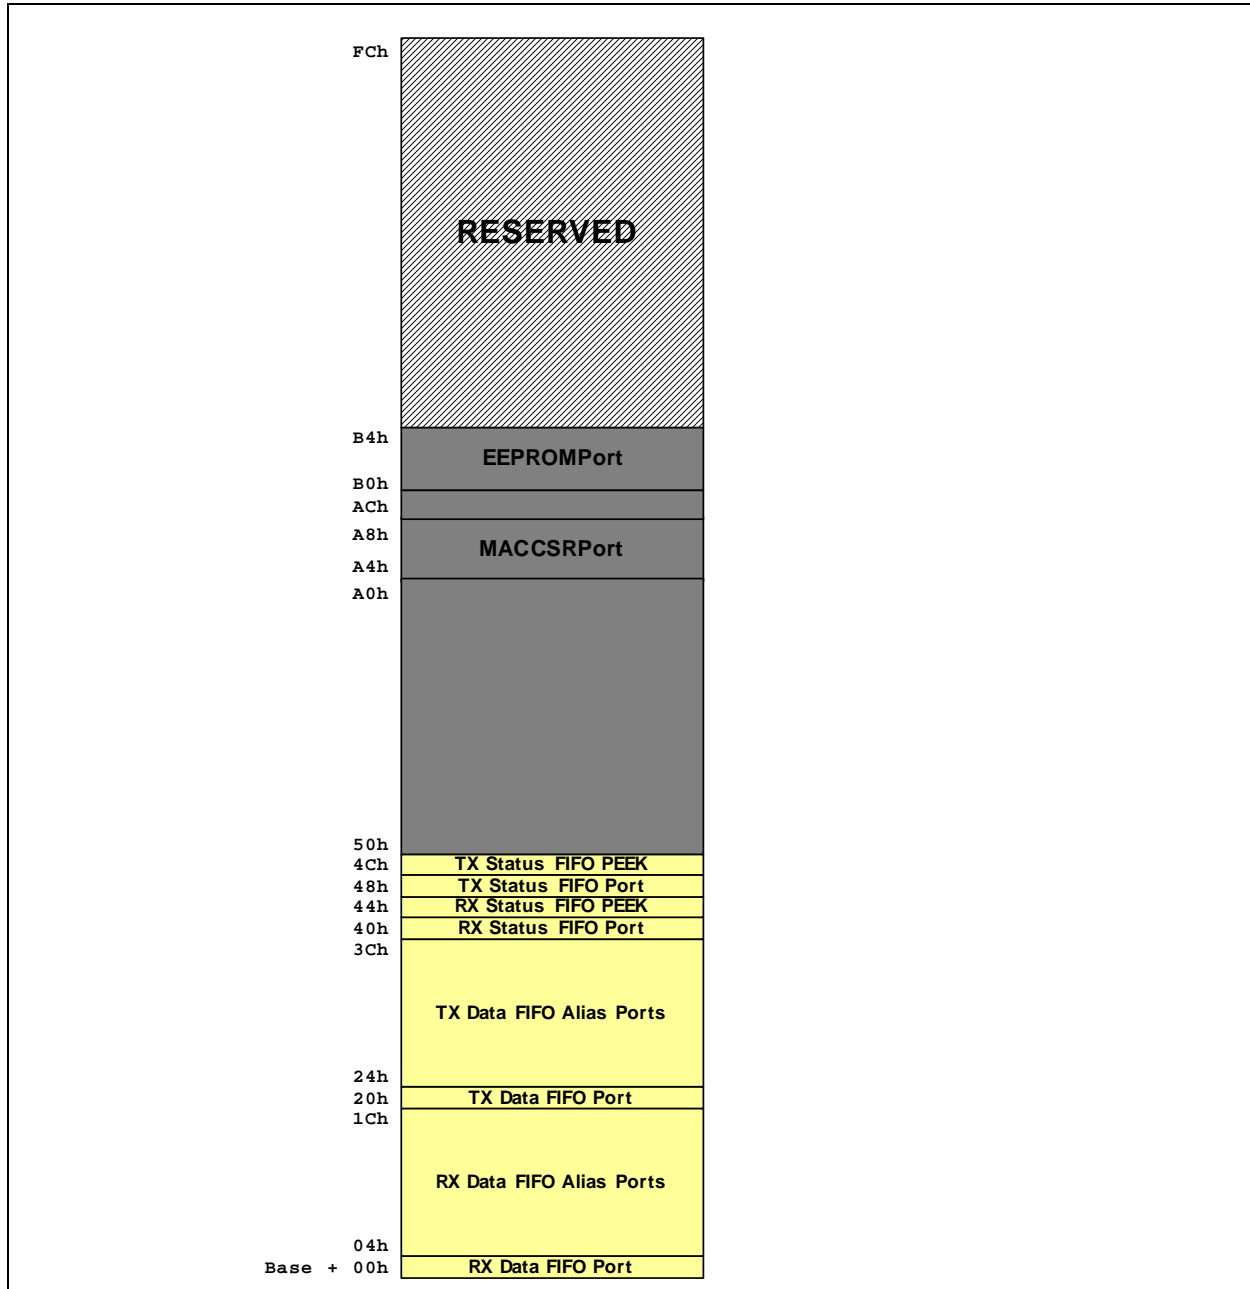 FCh
RESERVED
B4h
EEPROMPort
B0h
ACh
A8h
MACCSRPort
A4h
A0h
50h
4Ch TX Status FIFO PEEK
48h TX Status FIFO Port
44h RX Status FIFO PEEK
40h RX Status FIFO Port
3Ch
TX Data FIFO Alias Ports
24h
20h TX Data FIFO Port
1Ch
RX Data FIFO Alias Ports
04h
Base + 00h RX Data FIFO Port